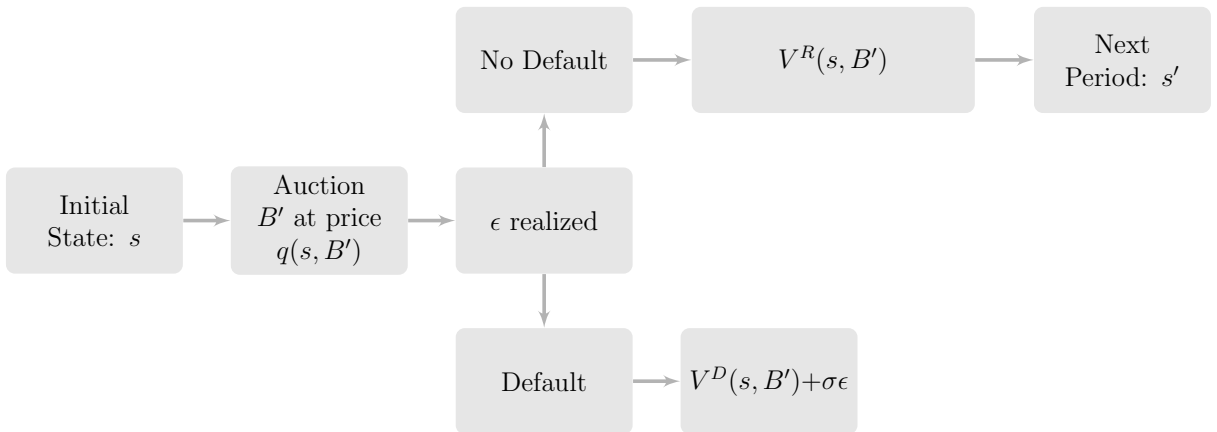 No Default
V^R(s, B′)
Next
Period: s′
Initial
State: s
Auction
B′ at price
q(s, B′)
ϵ realized
Default
V^D(s, B′)+σϵ